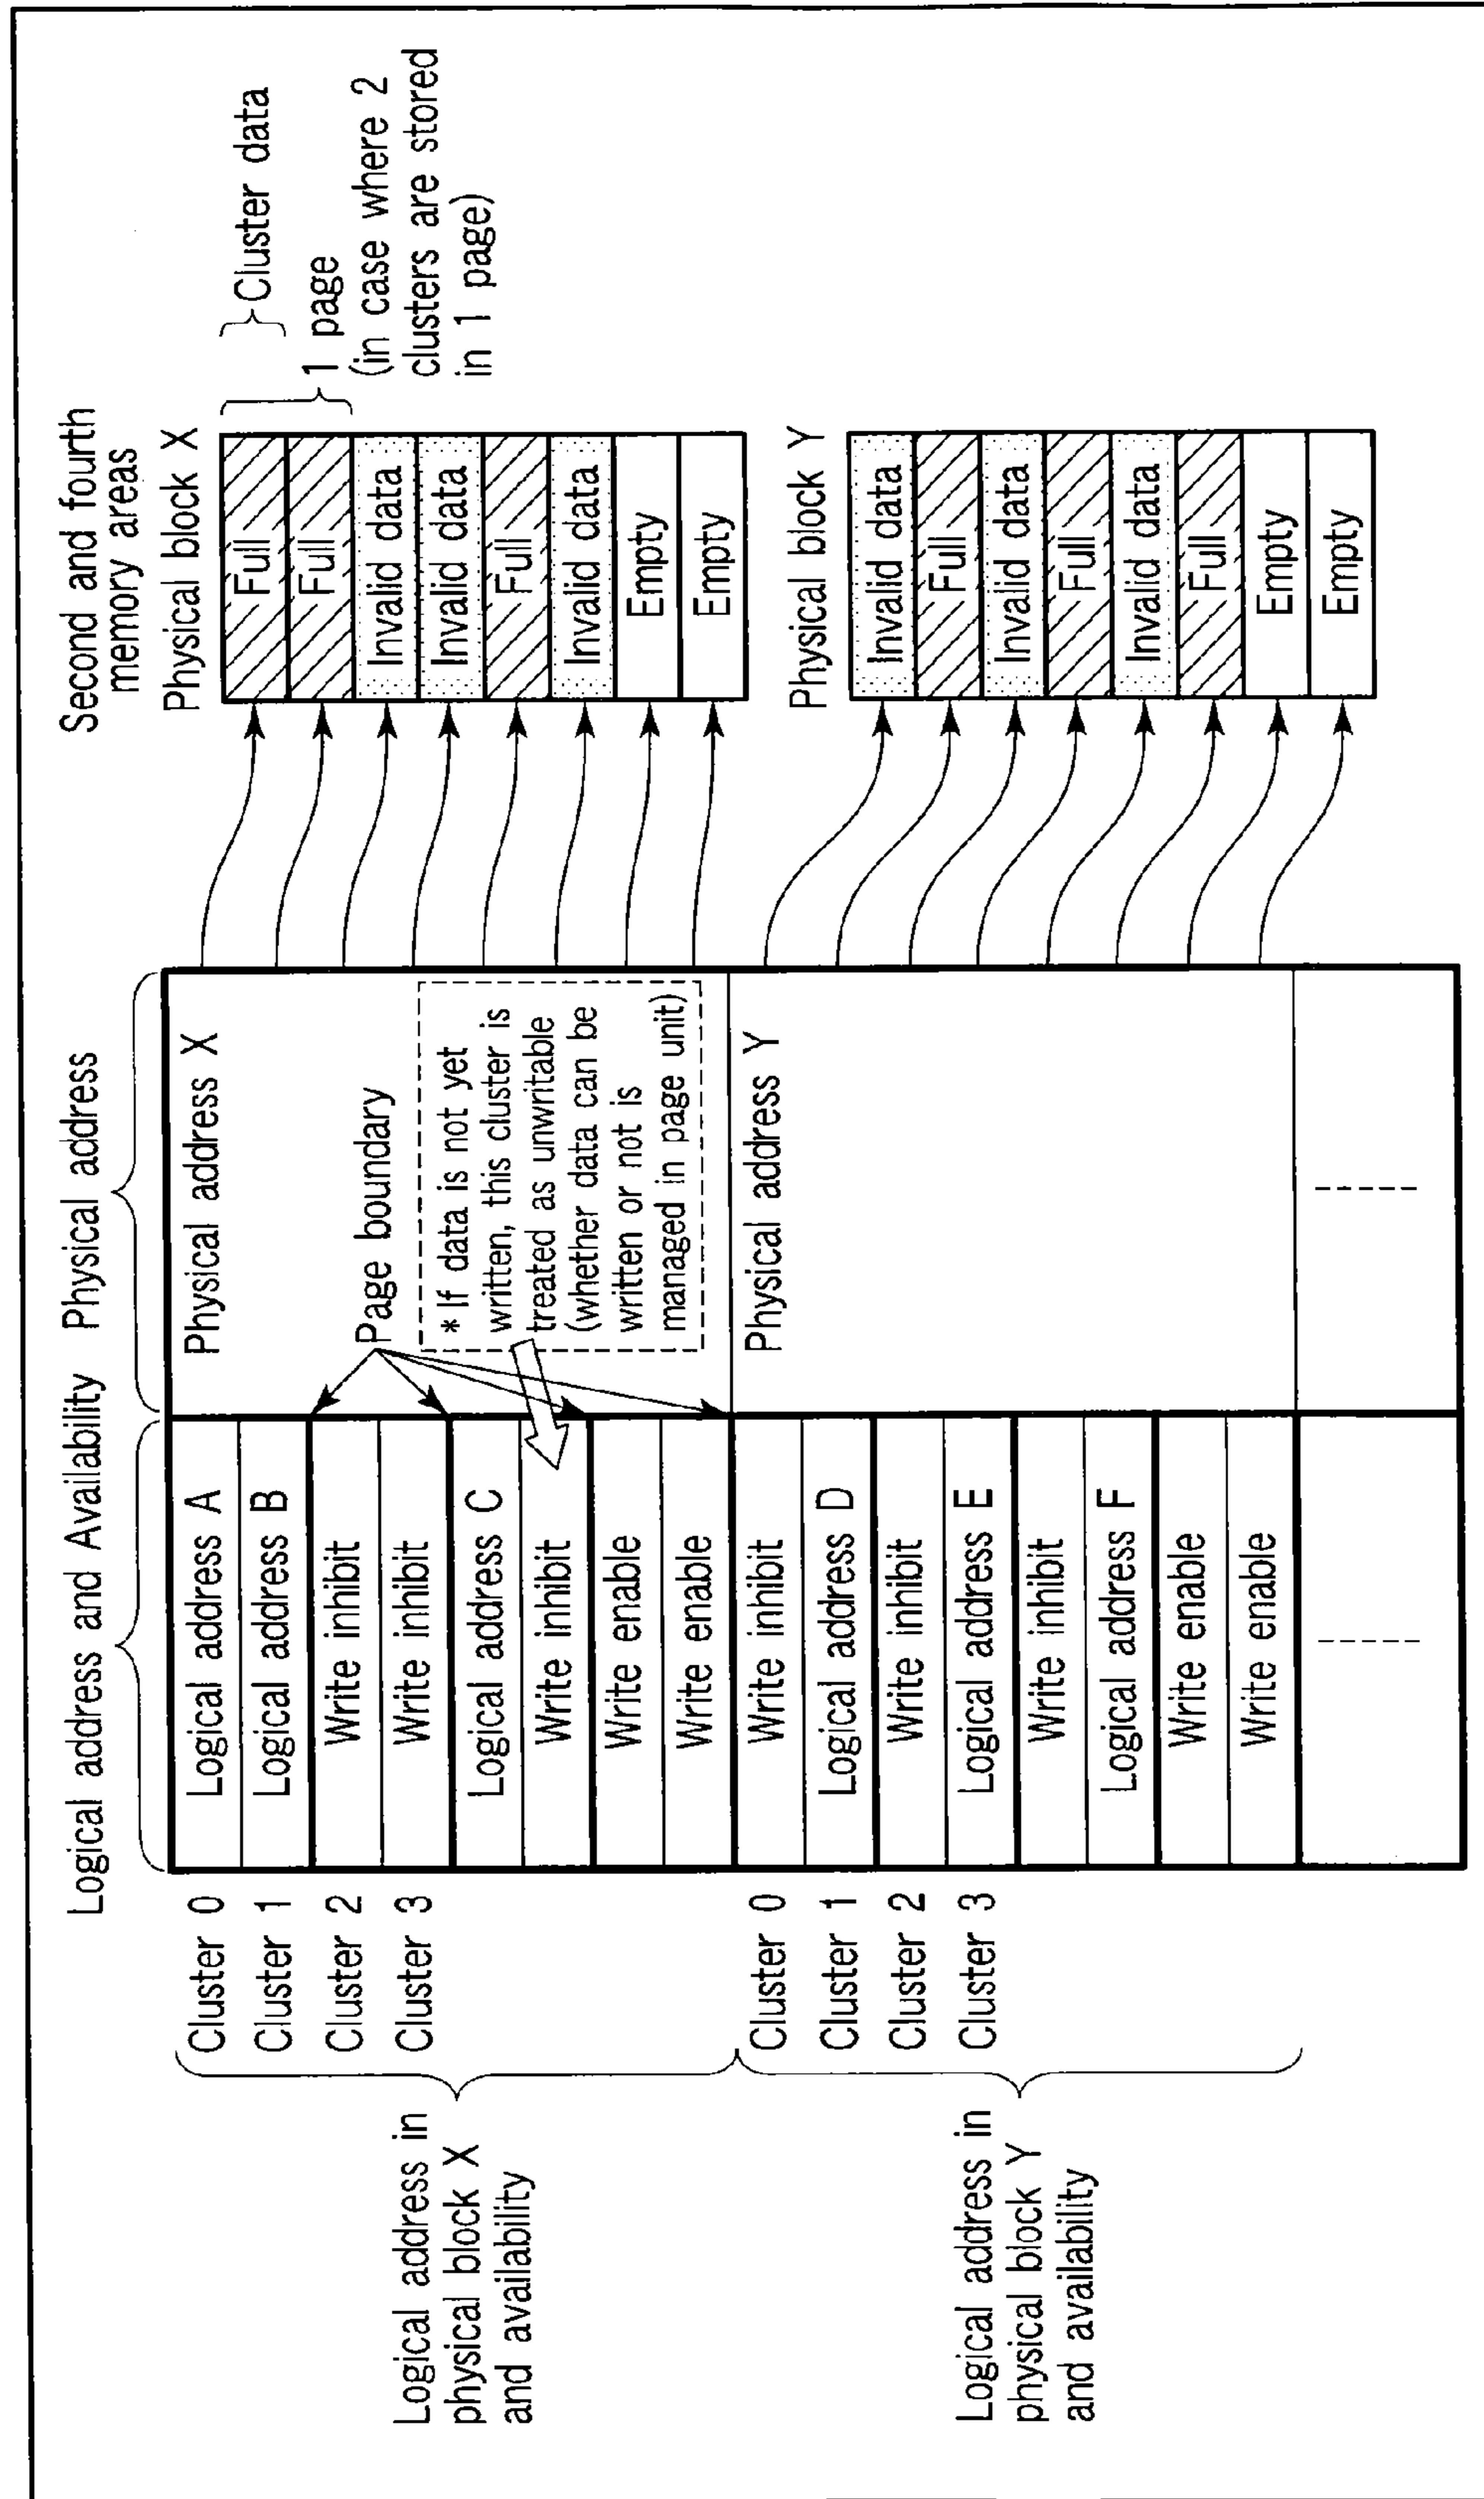 Logical address and Availability
Physical address
Second and fourth
memory areas
Logical address in
physical block X
and availability
Cluster 0
Cluster 1
Cluster 2
Cluster 3
Logical address A
Logical address B
Write inhibit
Write inhibit
Logical address C
Write inhibit
Write enable
Write enable
Physical address X
Page boundary
* If data is not yet
written, this cluster is
treated as unwritable
(whether data can be
written or not is
managed in page unit)
Physical block X
Full
Full
Invalid data
Invalid data
Full
Invalid data
Empty
Empty
Cluster data
1 page
(in case where 2
clusters are stored
in 1 page)
Logical address in
physical block Y
and availability
Cluster 0
Cluster 1
Cluster 2
Cluster 3
Write inhibit
Logical address D
Write inhibit
Logical address E
Write inhibit
Logical address F
Write enable
Write enable
Physical address Y
Physical block Y
Invalid data
Full
Invalid data
Full
Invalid data
Full
Empty
Empty